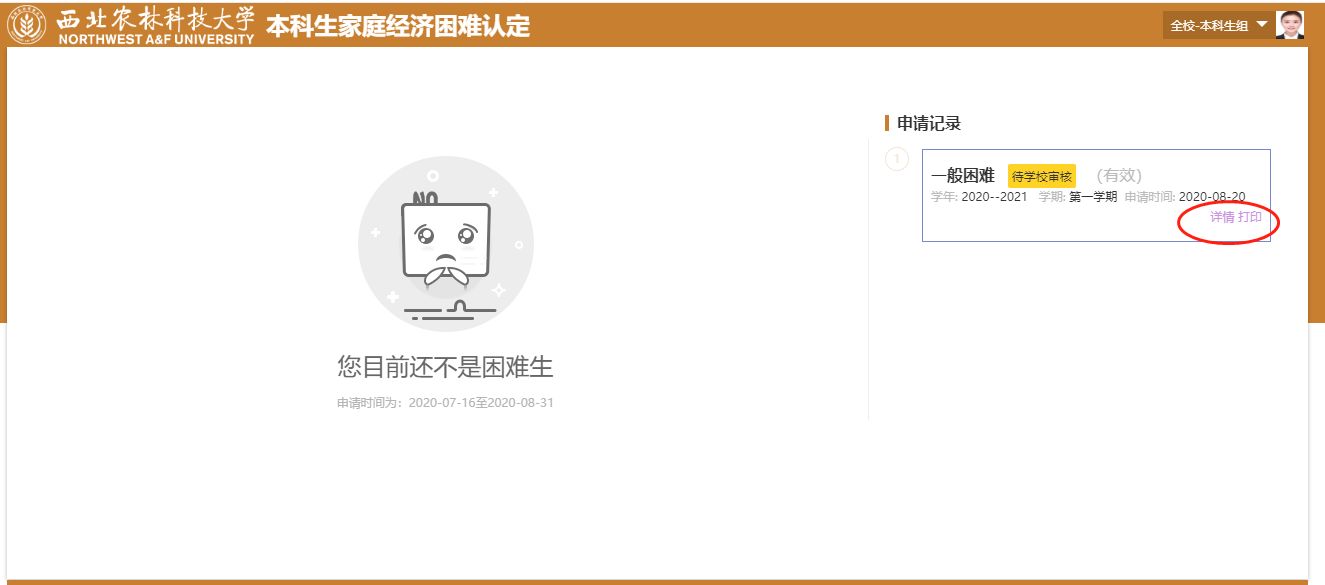 西北农林科技大学
NORTHWEST A&F UNIVERSITY
本科生家庭经济困难认定
全校-本科生组
申请记录
1
一般困难 待学校审核 (有效)
学年: 2020--2021 学期: 第一学期 申请时间: 2020-08-20
详情 打印
NO
您目前还不是困难生
申请时间为：2020-07-16至2020-08-31